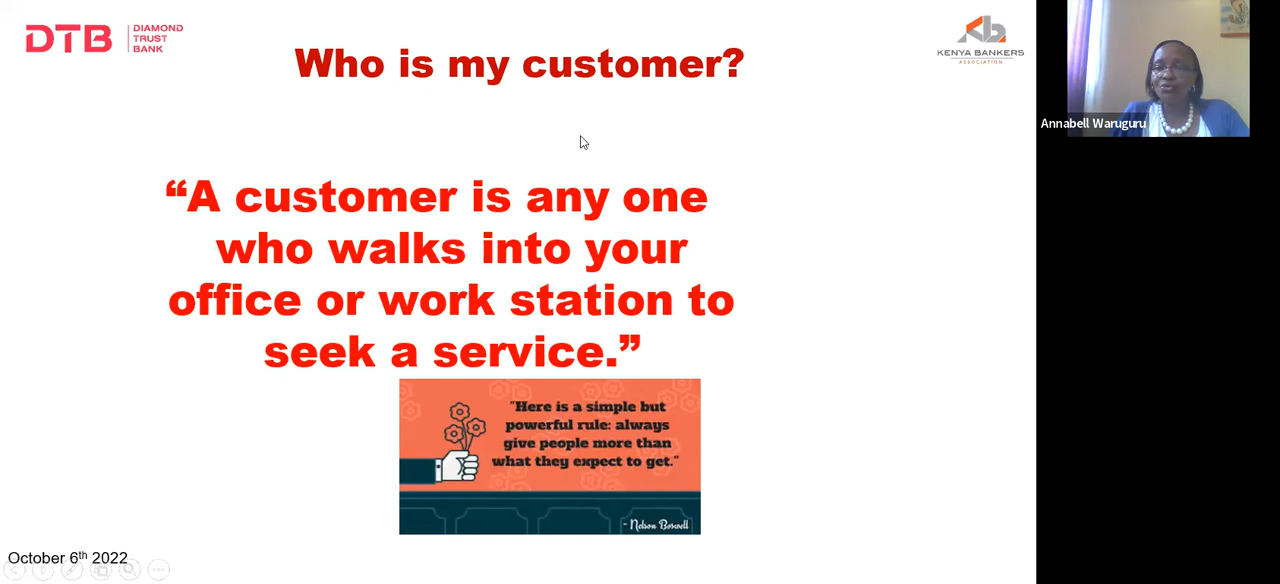 DTB
DIAMOND
TRUST
BANK
Who is my customer?
KENYA BANKERS
ASSOCIATION
Annabell Waruguru
“A customer is any one
who walks into your
office or work station to
seek a service.”
"Here is a simple but
powerful rule: always
give people more than
what they expect to get."
- Nelson Boswell
October 6th 2022